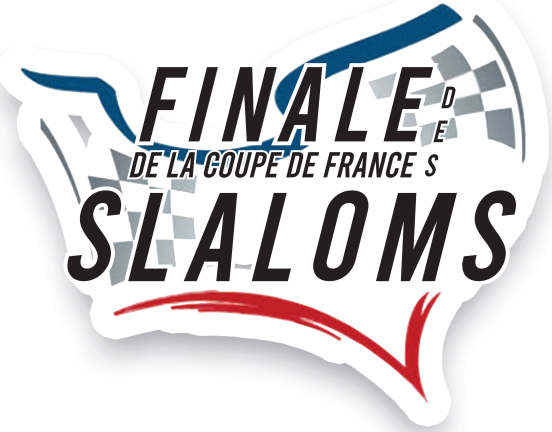 FINALE
DE LA COUPE DE FRANCE DES
SLALOMS